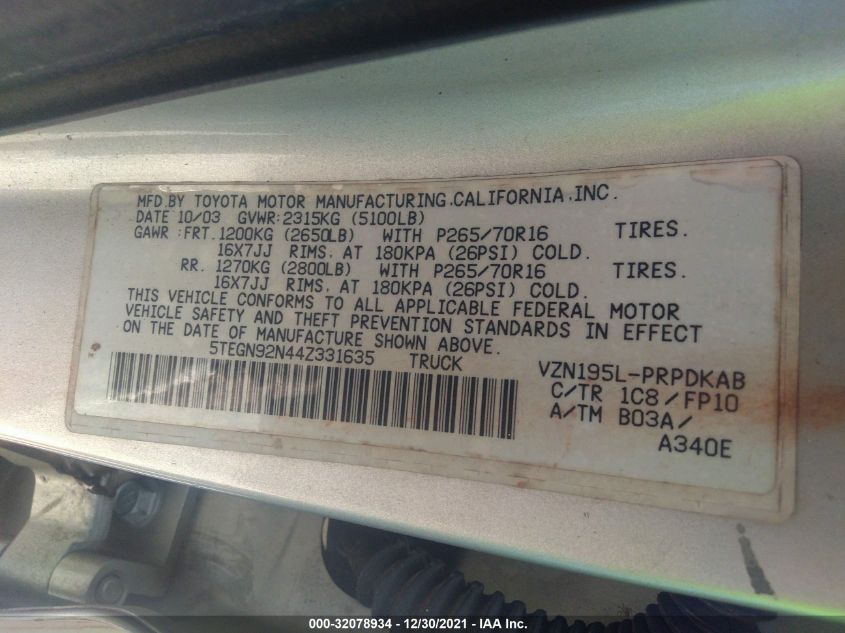 MFD.BY TOYOTA MOTOR MANUFACTURING.CALIFORNIA.INC.
DATE 10/03 GVWR:2315KG (5100LB)
GAWR:FRT.1200KG (2650LB) WITH P265/70R16 TIRES.
16X7JJ RIMS. AT 180KPA (26PSI) COLD.
RR. 1270KG (2800LB) WITH P265/70R16 TIRES.
16X7JJ RIMS. AT 180KPA (26PSI) COLD.
THIS VEHICLE CONFORMS TO ALL APPLICABLE FEDERAL MOTOR
VEHICLE SAFETY AND THEFT PREVENTION STANDARDS IN EFFECT
ON THE DATE OF MANUFACTURE SHOWN ABOVE.
5TEGN92N44Z331635 TRUCK
VZN195L-PRPDKAB
C/TR 1C8/FP10
A/TM B03A/
A340E
000-32078934 - 12/30/2021 - IAA Inc.